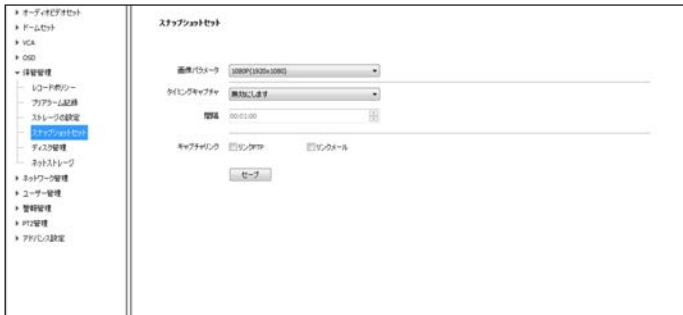 オーディオビデオセット
ドームセット
VCA
OSD
保管管理
レコードポリシー
プリアラーム記録
ストレージの設定
スナップショットセット
ディスク管理
ネットストレージ
ネットワーク管理
ユーザー管理
警報管理
PTZ管理
アドバンス設定
スナップショットセット
画像パラメータ 1080P(1920x1080)
タイミングキャプチャ 無効にします
間隔 00:01:00
キャプチャリンク リンクFTP リンクメール
セーブ